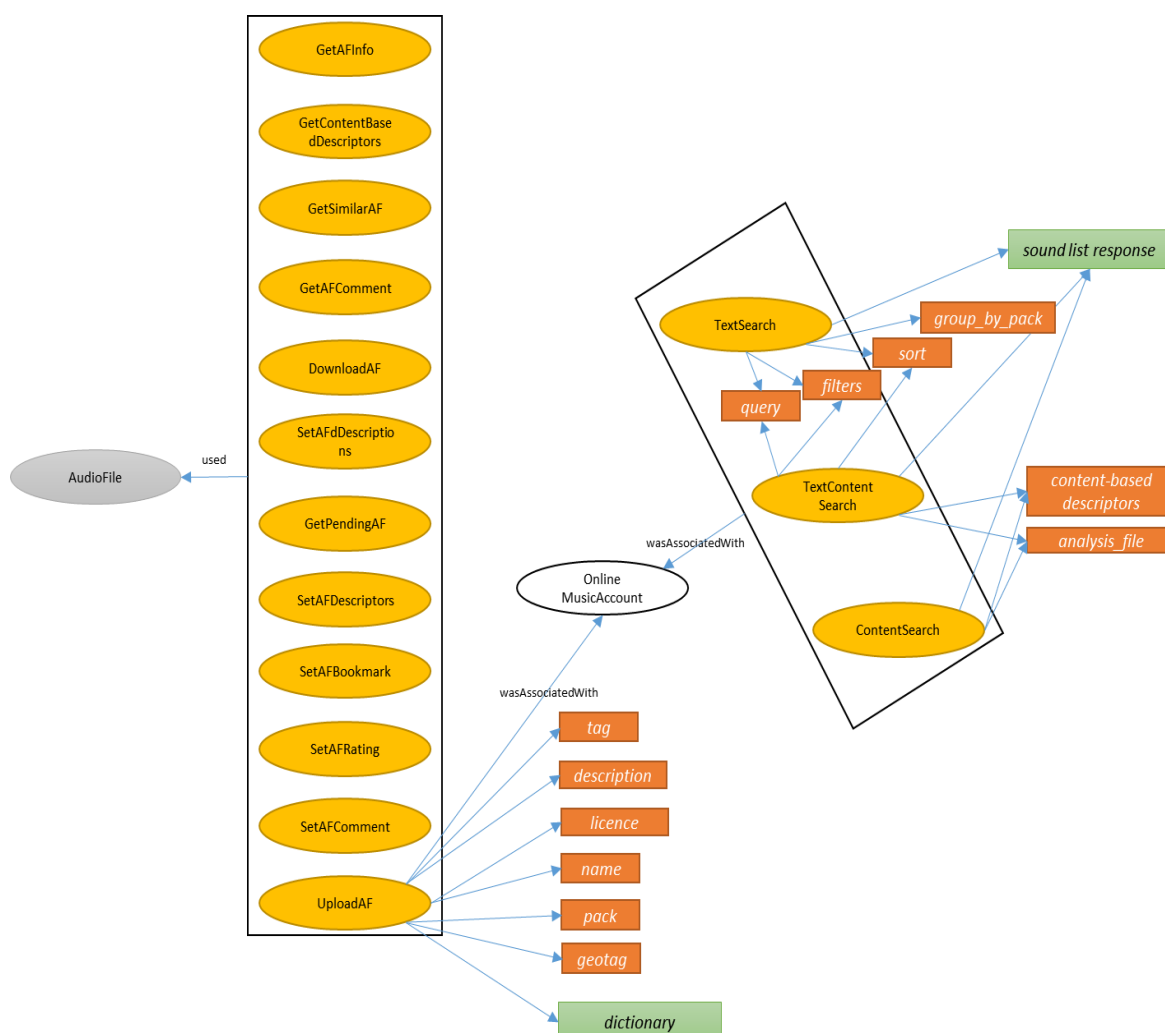 GetAFInfo
GetContentBase
dDescriptors
GetSimilarAF
GetAFComment
DownloadAF
SetAFdDescriptio
ns
GetPendingAF
SetAFDescriptors
SetAFBookmark
SetAFRating
SetAFComment
UploadAF
AudioFile
used
TextSearch
TextContent
Search
ContentSearch
sound list response
group_by_pack
sort
filters
query
content-based
descriptors
analysis_file
wasAssociatedWith
Online
MusicAccount
wasAssociatedWith
tag
description
licence
name
pack
geotag
dictionary